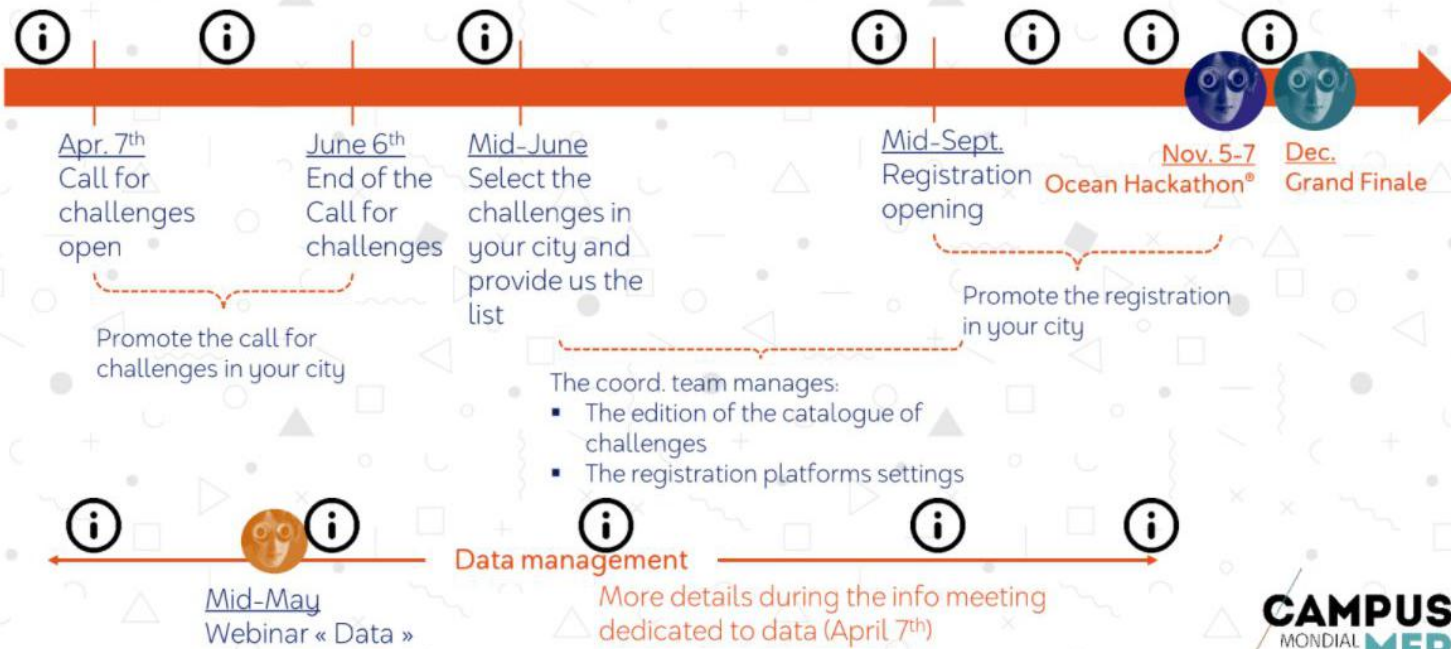 Apr. 7th
Call for
challenges
open
June 6th
End of the
Call for
challenges
Mid-June
Select the
challenges in
your city and
provide us the
list
Mid-Sept.
Registration
opening
Nov. 5-7
Ocean Hackathon®
Dec.
Grand Finale
Promote the call for
challenges in your city
The coord. team manages:
▪ The edition of the catalogue of
challenges
▪ The registration platforms settings
Promote the registration
in your city
Data management
Mid-May
Webinar « Data »
More details during the info meeting
dedicated to data (April 7th)
CAMPUS
MONDIAL MER